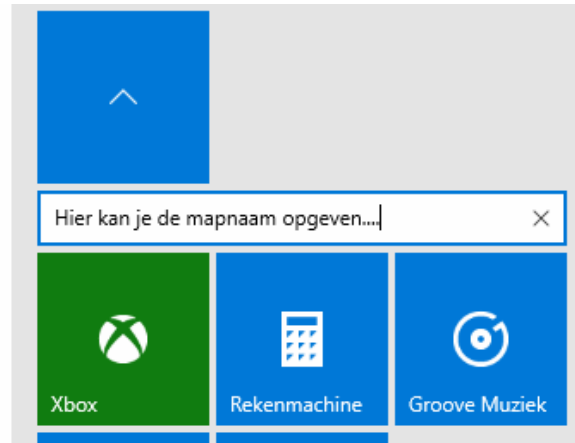 Hier kan je de mapnaam opgeven....
Xbox
Rekenmachine
Groove Muziek